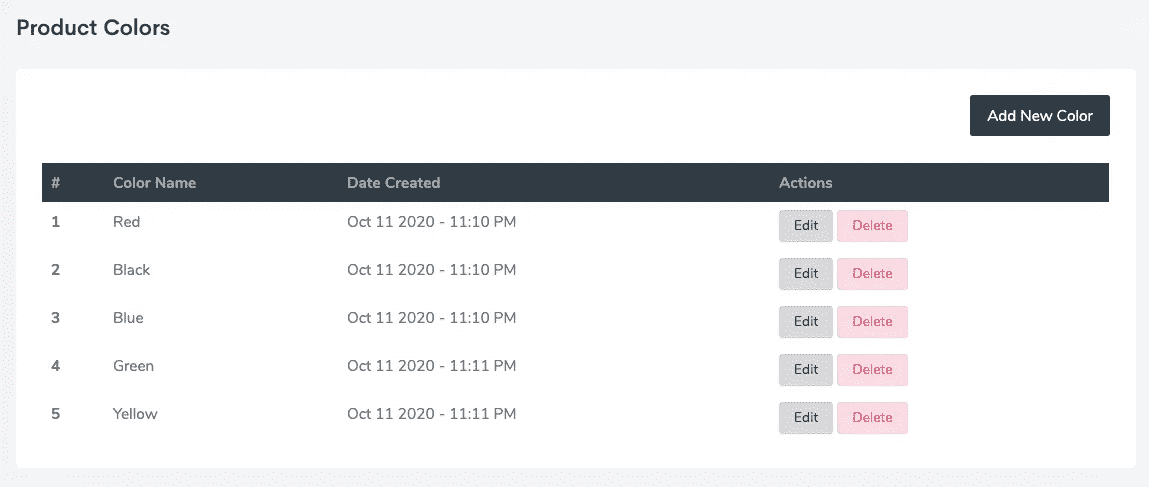 Product Colors
Add New Color
# Color Name Date Created Actions
1 Red Oct 11 2020 - 11:10 PM Edit Delete
2 Black Oct 11 2020 - 11:10 PM Edit Delete
3 Blue Oct 11 2020 - 11:10 PM Edit Delete
4 Green Oct 11 2020 - 11:11 PM Edit Delete
5 Yellow Oct 11 2020 - 11:11 PM Edit Delete